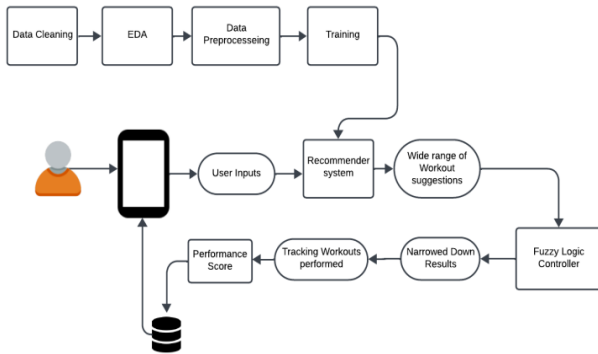 Data Cleaning
EDA
Data
Preprocesseing
Training
User Inputs
Recommender
system
Wide range of
Workout
suggestions
Performance
Score
Tracking Workouts
performed
Narrowed Down
Results
Fuzzy Logic
Controller